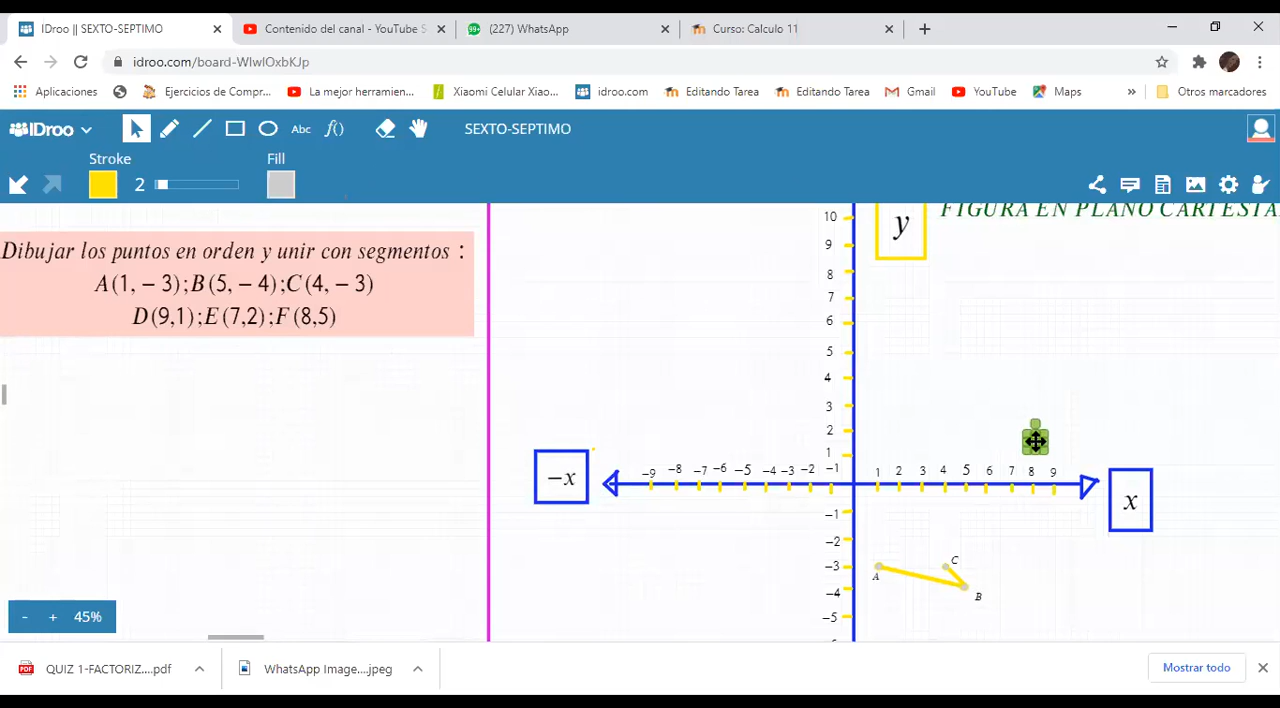 IDroo || SEXTO-SEPTIMO
Contenido del canal - YouTube S
99+ (227) WhatsApp
Curso: Calculo 11
idroo.com/board-WIwIOxbKJp
Aplicaciones
Ejercicios de Compr...
La mejor herramien...
Xiaomi Celular Xiao...
idroo.com
Editando Tarea
Editando Tarea
Gmail
YouTube
Maps
»
Otros marcadores
IDroo
Abc
f()
SEXTO-SEPTIMO
Stroke
2
Fill
FIGURA EN PLANO CARTESIA
Dibujar los puntos en orden y unir con segmentos :
A(1, − 3);B(5, − 4);C(4, − 3)
D(9,1);E(7,2);F(8,5)
y
10
9
8
7
6
5
4
3
2
1
−x
−9 −8 −7 −6 −5 −4 −3 −2 −1 1 2 3 4 5 6 7 8 9
x
−1
−2
−3
−4
−5
A
C
B
- + 45%
QUIZ 1-FACTORIZ....pdf
WhatsApp Image....jpeg
Mostrar todo